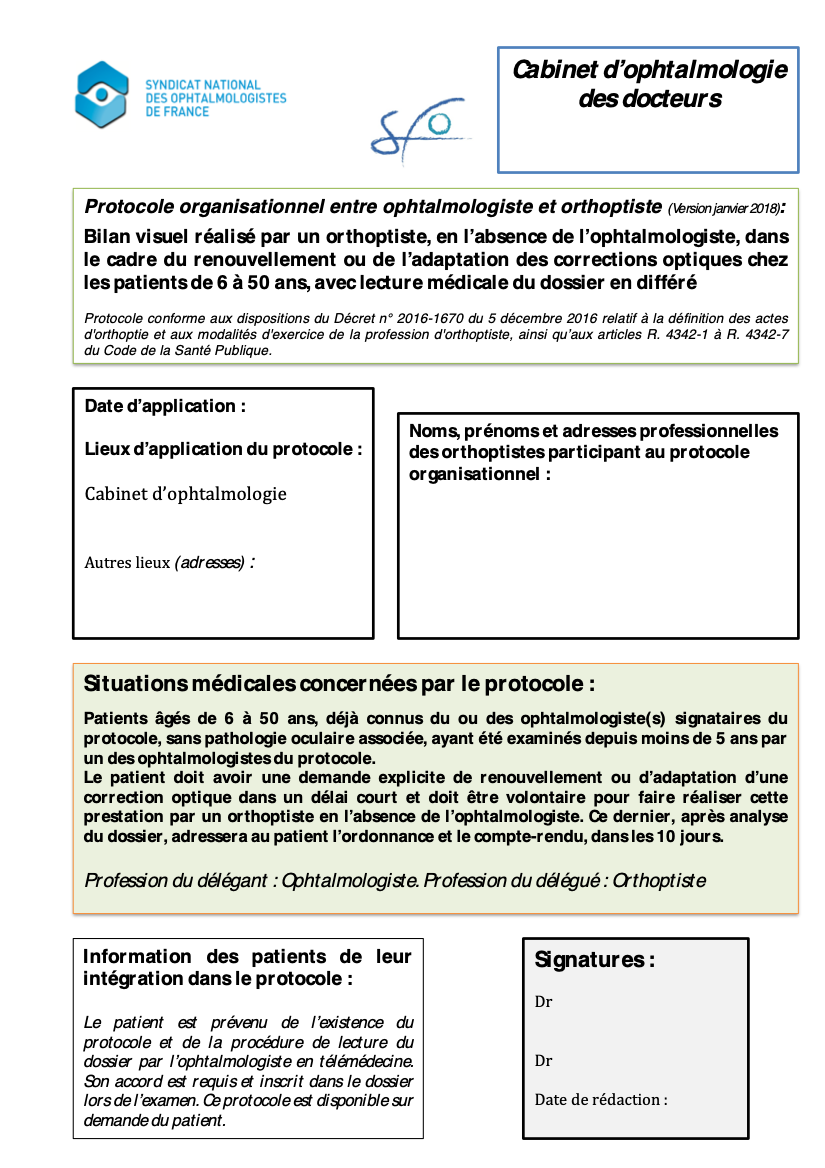 SYNDICAT NATIONAL
DES OPHTALMOLOGISTES
DE FRANCE
sfo
Cabinet d’ophtalmologie
des docteurs
Protocole organisationnel entre ophtalmologiste et orthoptiste (Version janvier 2018):
Bilan visuel réalisé par un orthoptiste, en l’absence de l’ophtalmologiste, dans
le cadre du renouvellement ou de l’adaptation des corrections optiques chez
les patients de 6 à 50 ans, avec lecture médicale du dossier en différé
Protocole conforme aux dispositions du Décret n° 2016-1670 du 5 décembre 2016 relatif à la définition des actes
d'orthoptie et aux modalités d'exercice de la profession d'orthoptiste, ainsi qu’aux articles R. 4342-1 à R. 4342-7
du Code de la Santé Publique.
Date d’application :
Lieux d’application du protocole :
Cabinet d’ophtalmologie
Autres lieux (adresses) :
Noms, prénoms et adresses professionnelles
des orthoptistes participant au protocole
organisationnel :
Situations médicales concernées par le protocole :
Patients âgés de 6 à 50 ans, déjà connus du ou des ophtalmologiste(s) signataires du
protocole, sans pathologie oculaire associée, ayant été examinés depuis moins de 5 ans par
un des ophtalmologistes du protocole.
Le patient doit avoir une demande explicite de renouvellement ou d’adaptation d’une
correction optique dans un délai court et doit être volontaire pour faire réaliser cette
prestation par un orthoptiste en l’absence de l’ophtalmologiste. Ce dernier, après analyse
du dossier, adressera au patient l’ordonnance et le compte-rendu, dans les 10 jours.
Profession du délégant : Ophtalmologiste. Profession du délégué : Orthoptiste
Information des patients de leur
intégration dans le protocole :
Le patient est prévenu de l’existence du
protocole et de la procédure de lecture du
dossier par l’ophtalmologiste en télémédecine.
Son accord est requis et inscrit dans le dossier
lors de l’examen. Ce protocole est disponible sur
demande du patient.
Signatures :
Dr
Dr
Date de rédaction :